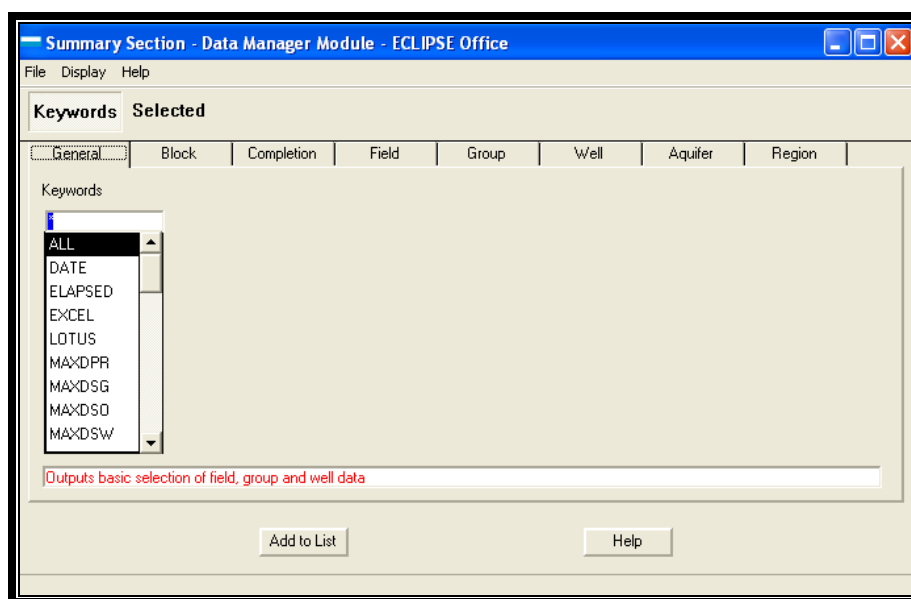 Summary Section - Data Manager Module - ECLIPSE Office
File Display Help
Keywords Selected
General Block Completion Field Group Well Aquifer Region
Keywords
*
ALL
DATE
ELAPSED
EXCEL
LOTUS
MAXDPR
MAXDSG
MAXDSO
MAXDSW
Outputs basic selection of field, group and well data
Add to List Help